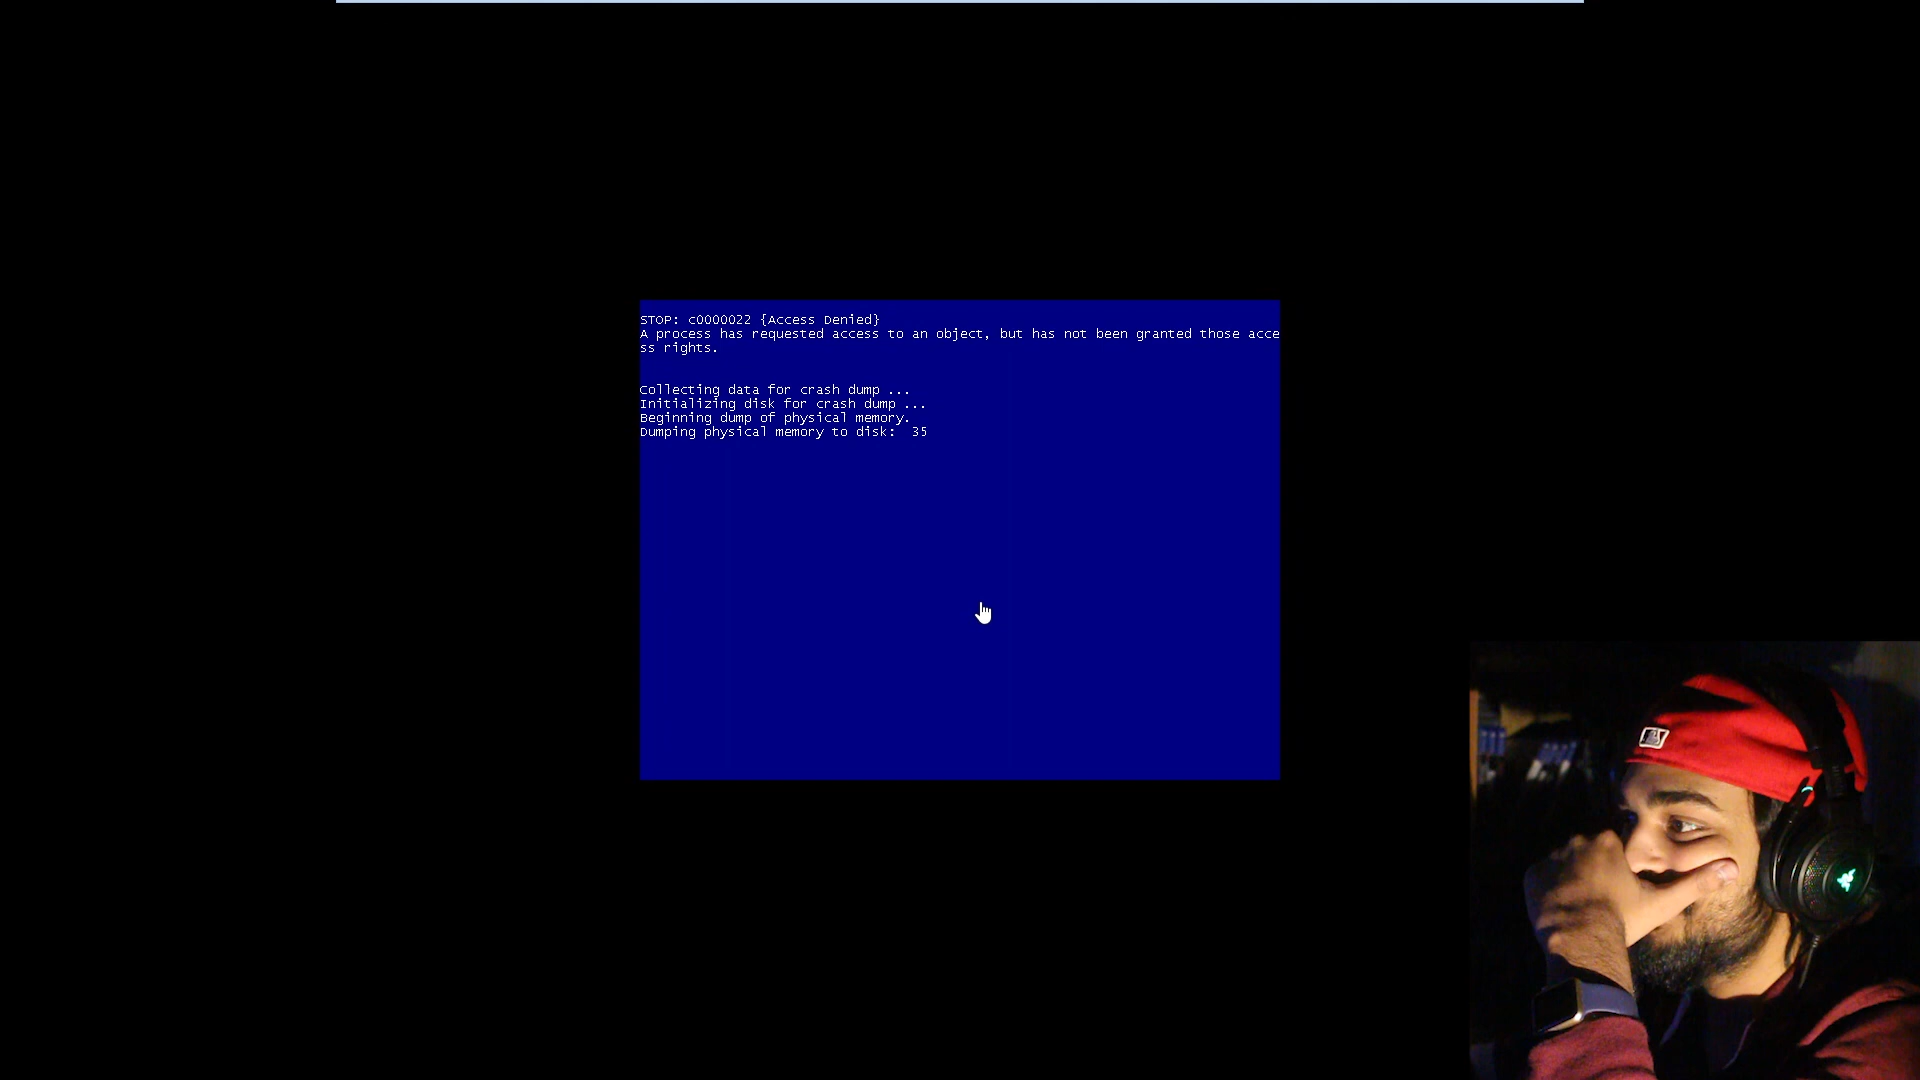 STOP: c0000022 {Access Denied}
A process has requested access to an object, but has not been granted those acce
ss rights.
Collecting data for crash dump ...
Initializing disk for crash dump ...
Beginning dump of physical memory.
Dumping physical memory to disk:  35